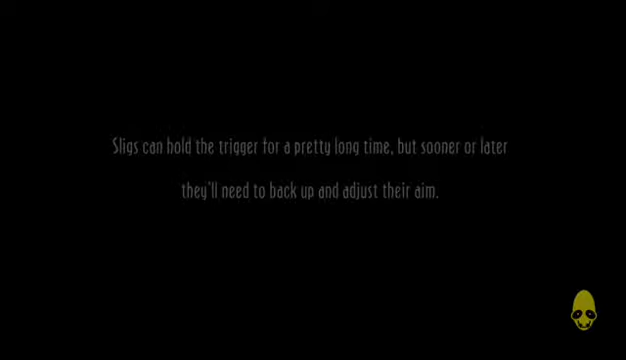 Sligs can hold the trigger for a pretty long time, but sooner or later
they'll need to back up and adjust their aim.